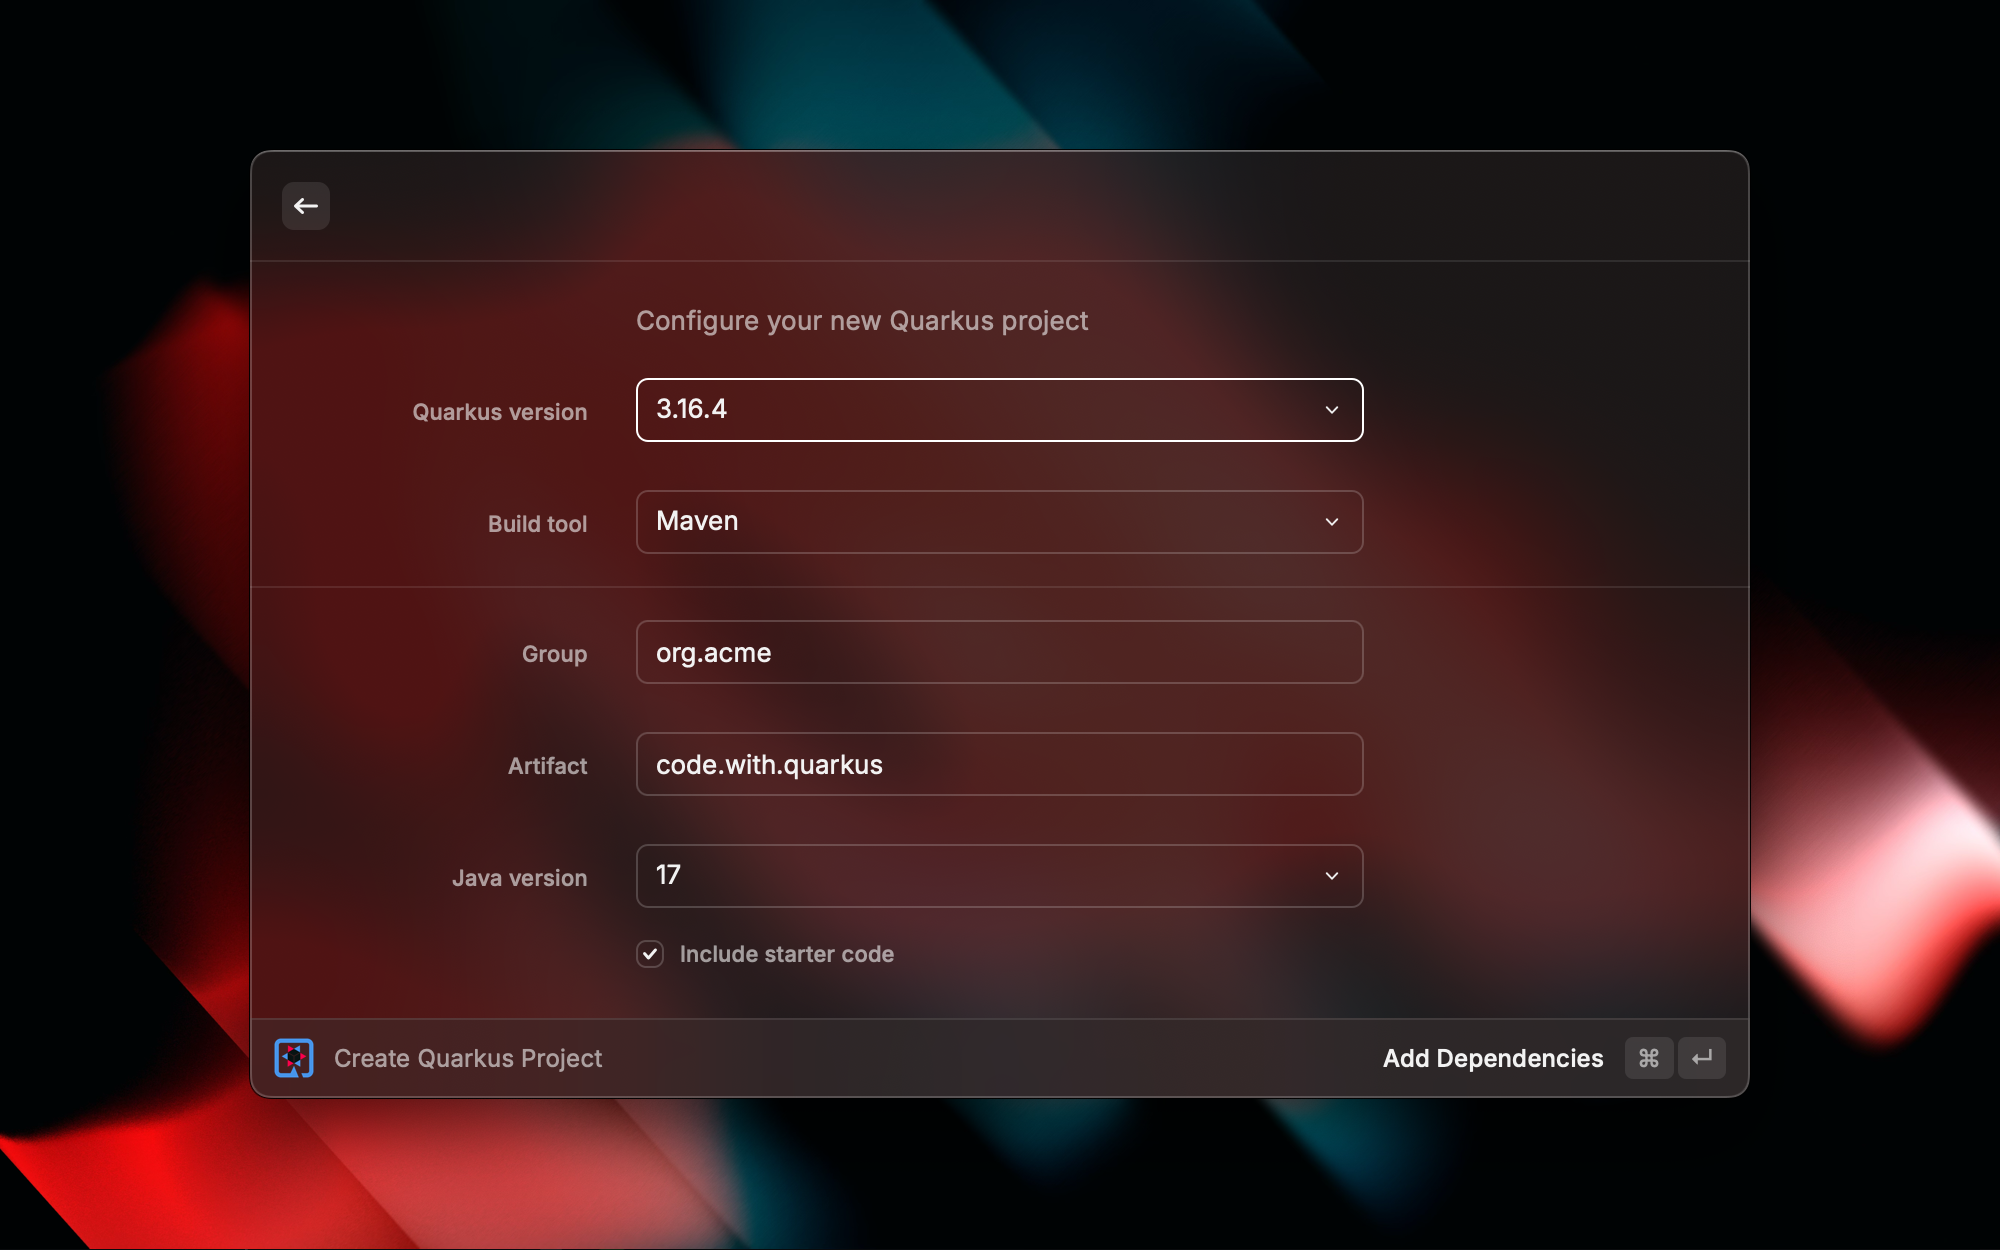 Configure your new Quarkus project
Quarkus version 3.16.4
Build tool Maven
Group org.acme
Artifact code.with.quarkus
Java version 17
Include starter code
Create Quarkus Project Add Dependencies ⌘ ↵